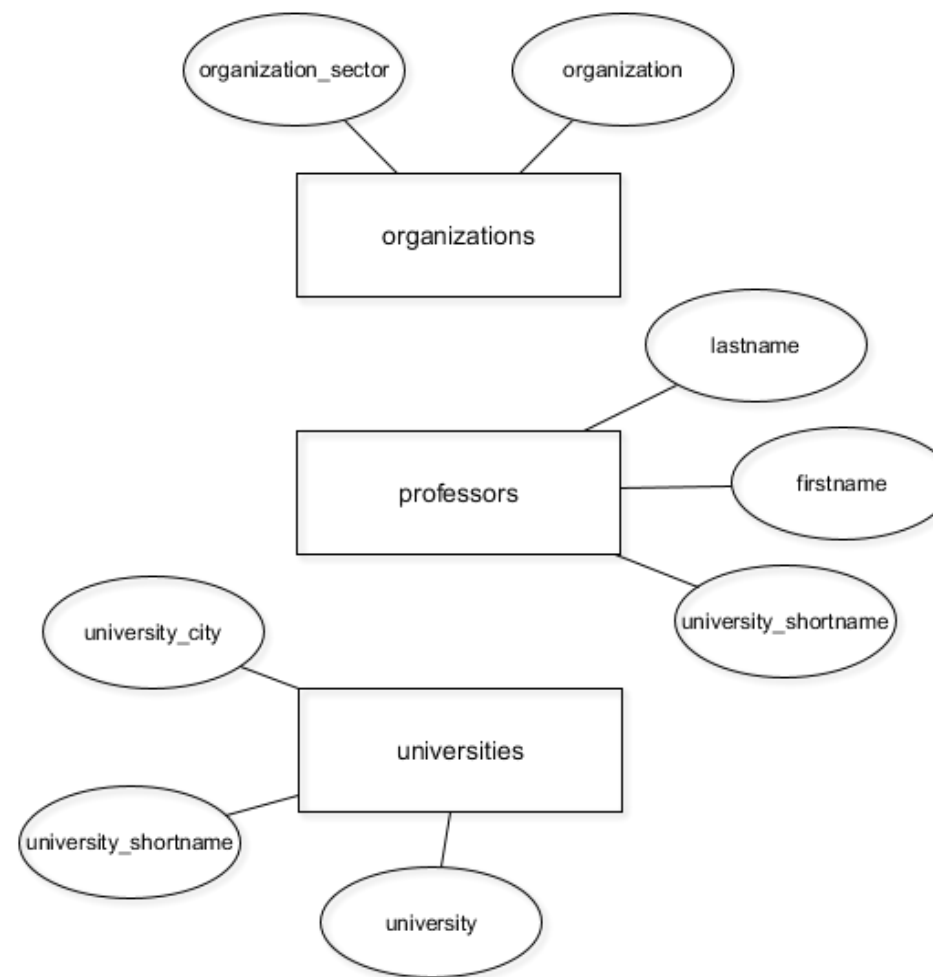 organization_sector
organization
organizations
lastname
professors
firstname
university_shortname
university_city
universities
university_shortname
university